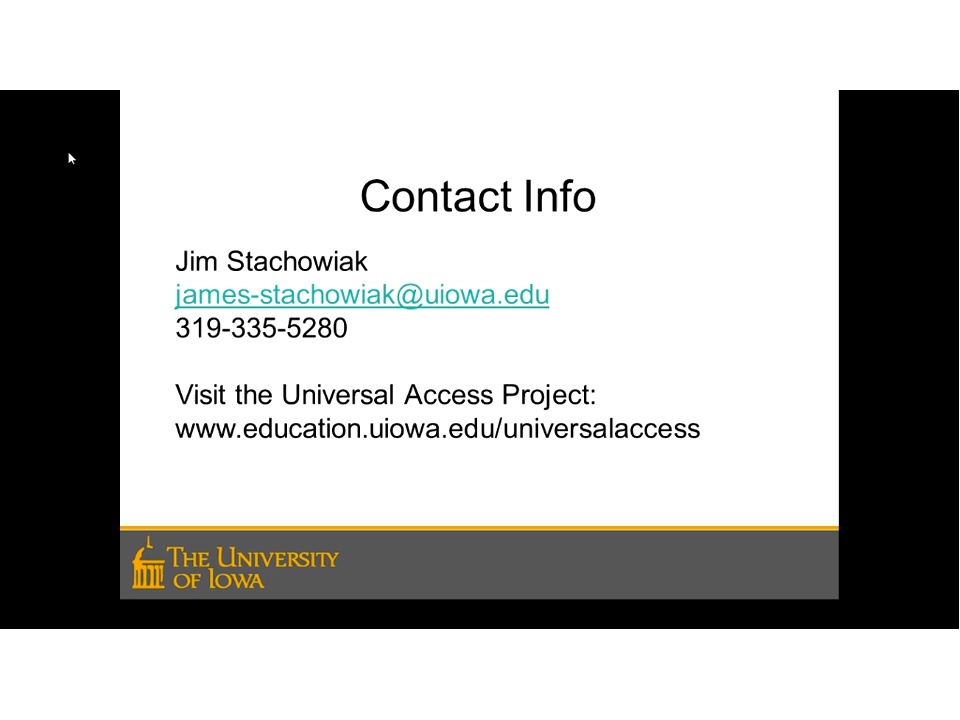 Contact Info
Jim Stachowiak
james-stachowiak@uiowa.edu
319-335-5280
Visit the Universal Access Project:
www.education.uiowa.edu/universalaccess
THE UNIVERSITY
OF IOWA